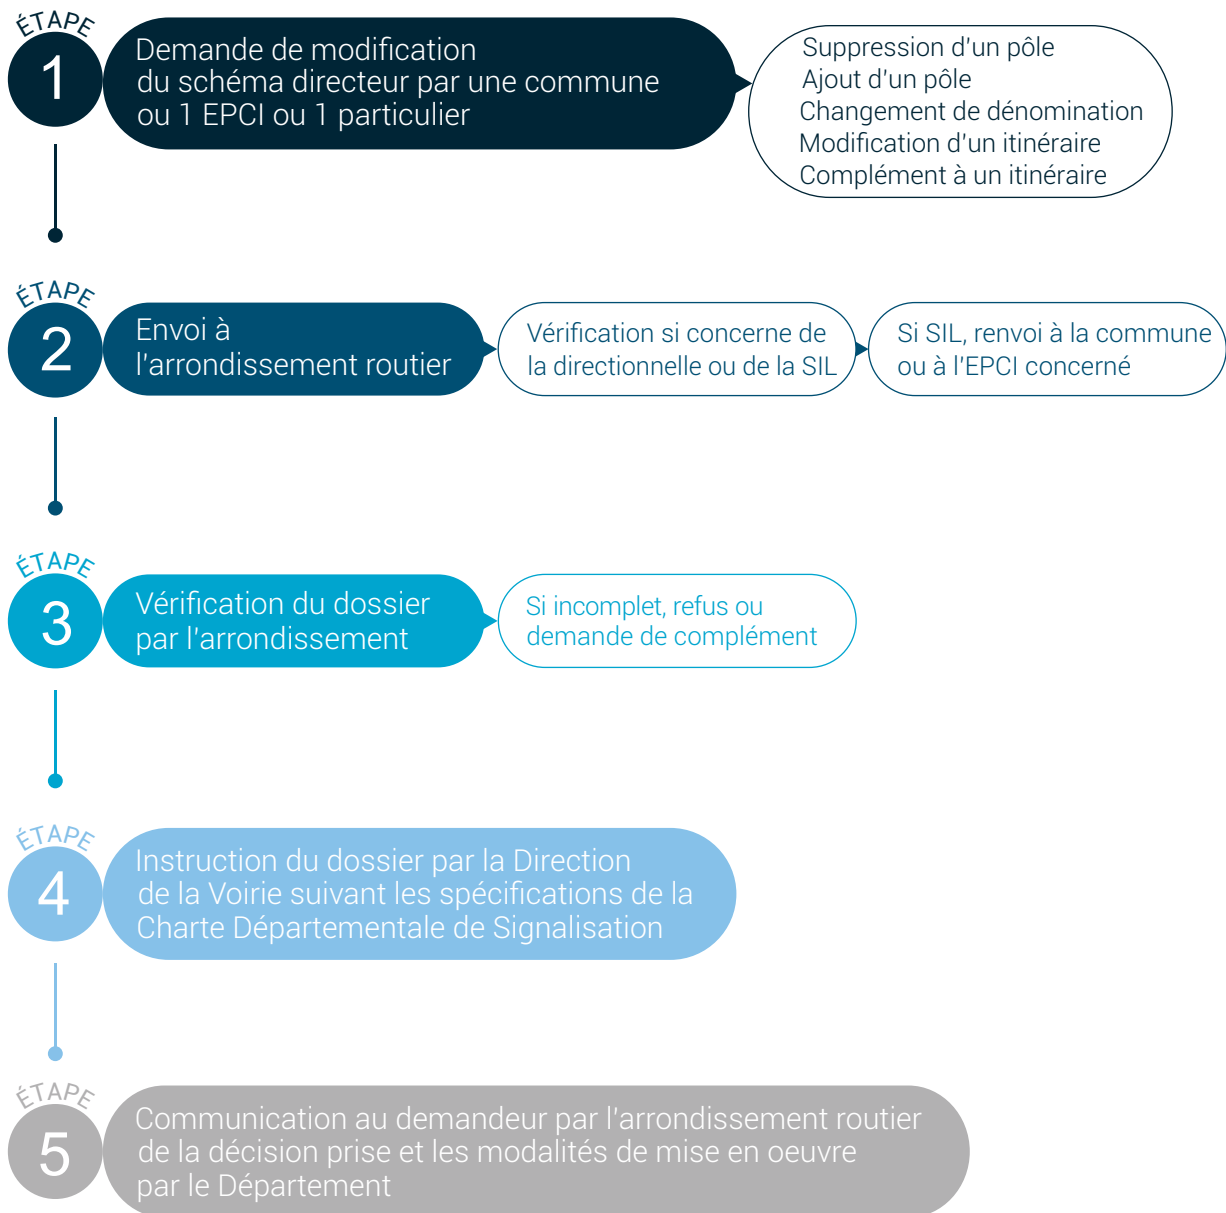 ÉTAPE
1
Demande de modification
du schéma directeur par une commune
ou 1 EPCI ou 1 particulier
Suppression d'un pôle
Ajout d'un pôle
Changement de dénomination
Modification d'un itinéraire
Complément à un itinéraire
ÉTAPE
2
Envoi à
l'arrondissement routier
Vérification si concerne de
la directionnelle ou de la SIL
Si SIL, renvoi à la commune
ou à l'EPCI concerné
ÉTAPE
3
Vérification du dossier
par l'arrondissement
Si incomplet, refus ou
demande de complément
ÉTAPE
4
Instruction du dossier par la Direction
de la Voirie suivant les spécifications de la
Charte Départementale de Signalisation
ÉTAPE
5
Communication au demandeur par l'arrondissement routier
de la décision prise et les modalités de mise en oeuvre
par le Département